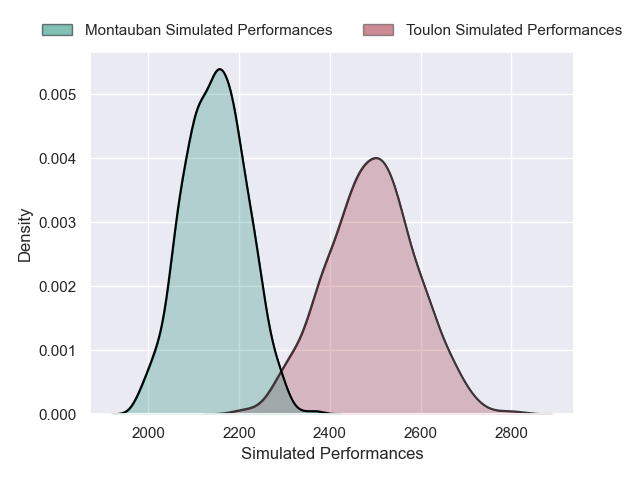 Montauban Simulated Performances
Toulon Simulated Performances
Density
0.005
0.004
0.003
0.002
0.001
0.000
2000
2200
2400
2600
2800
Simulated Performances